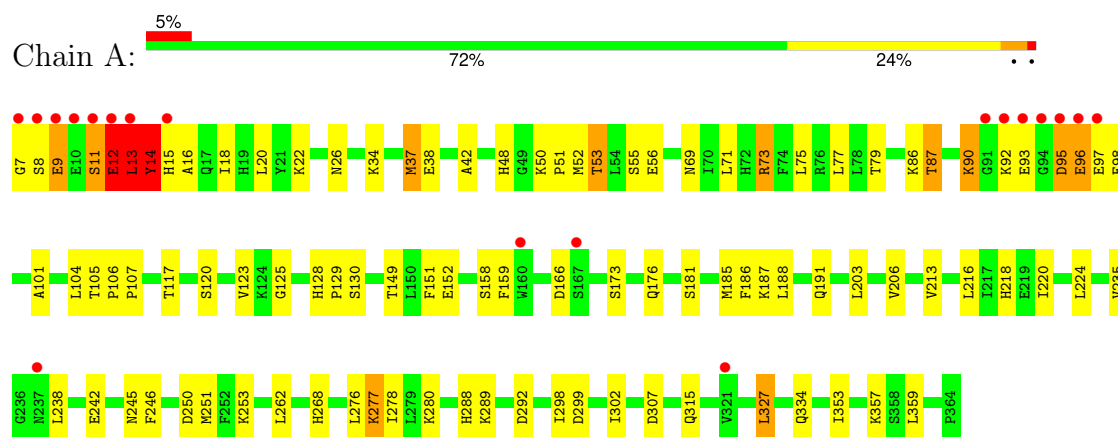 5%
Chain A:
72% 24% • •
G7 S8 E9 E10 S11 E12 L13 Y14 H15 A16 Q17 I18 H19 L20 Y21 K22 N26 K34 M37 E38 A42 H48 G49 K50 P51 M52 T53 L54 S55 E56 N69 I70 L71 H72 R73 F74 L75 R76 L77 L78 T79 K86 T87 K90 G91 K92 E93 G94 D95 E96 E97
A101 L104 T105 P106 P107 T117 S120 V123 K124 G125 H128 P129 S130 T149 L150 F151 E152 S158 F159 W160 D166 S167 S173 Q176 S181 M185 F186 K187 L188 Q191 L203 V206 V213 L216 I217 H218 E219 I220 L224
G236 N237 L238 E242 N245 F246 D250 M251 F252 K253 L262 H268 L276 K277 I278 L279 K280 H288 K289 D292 I298 D299 I302 D307 Q315 V321 L327 Q334 I353 K357 S358 L359 P364